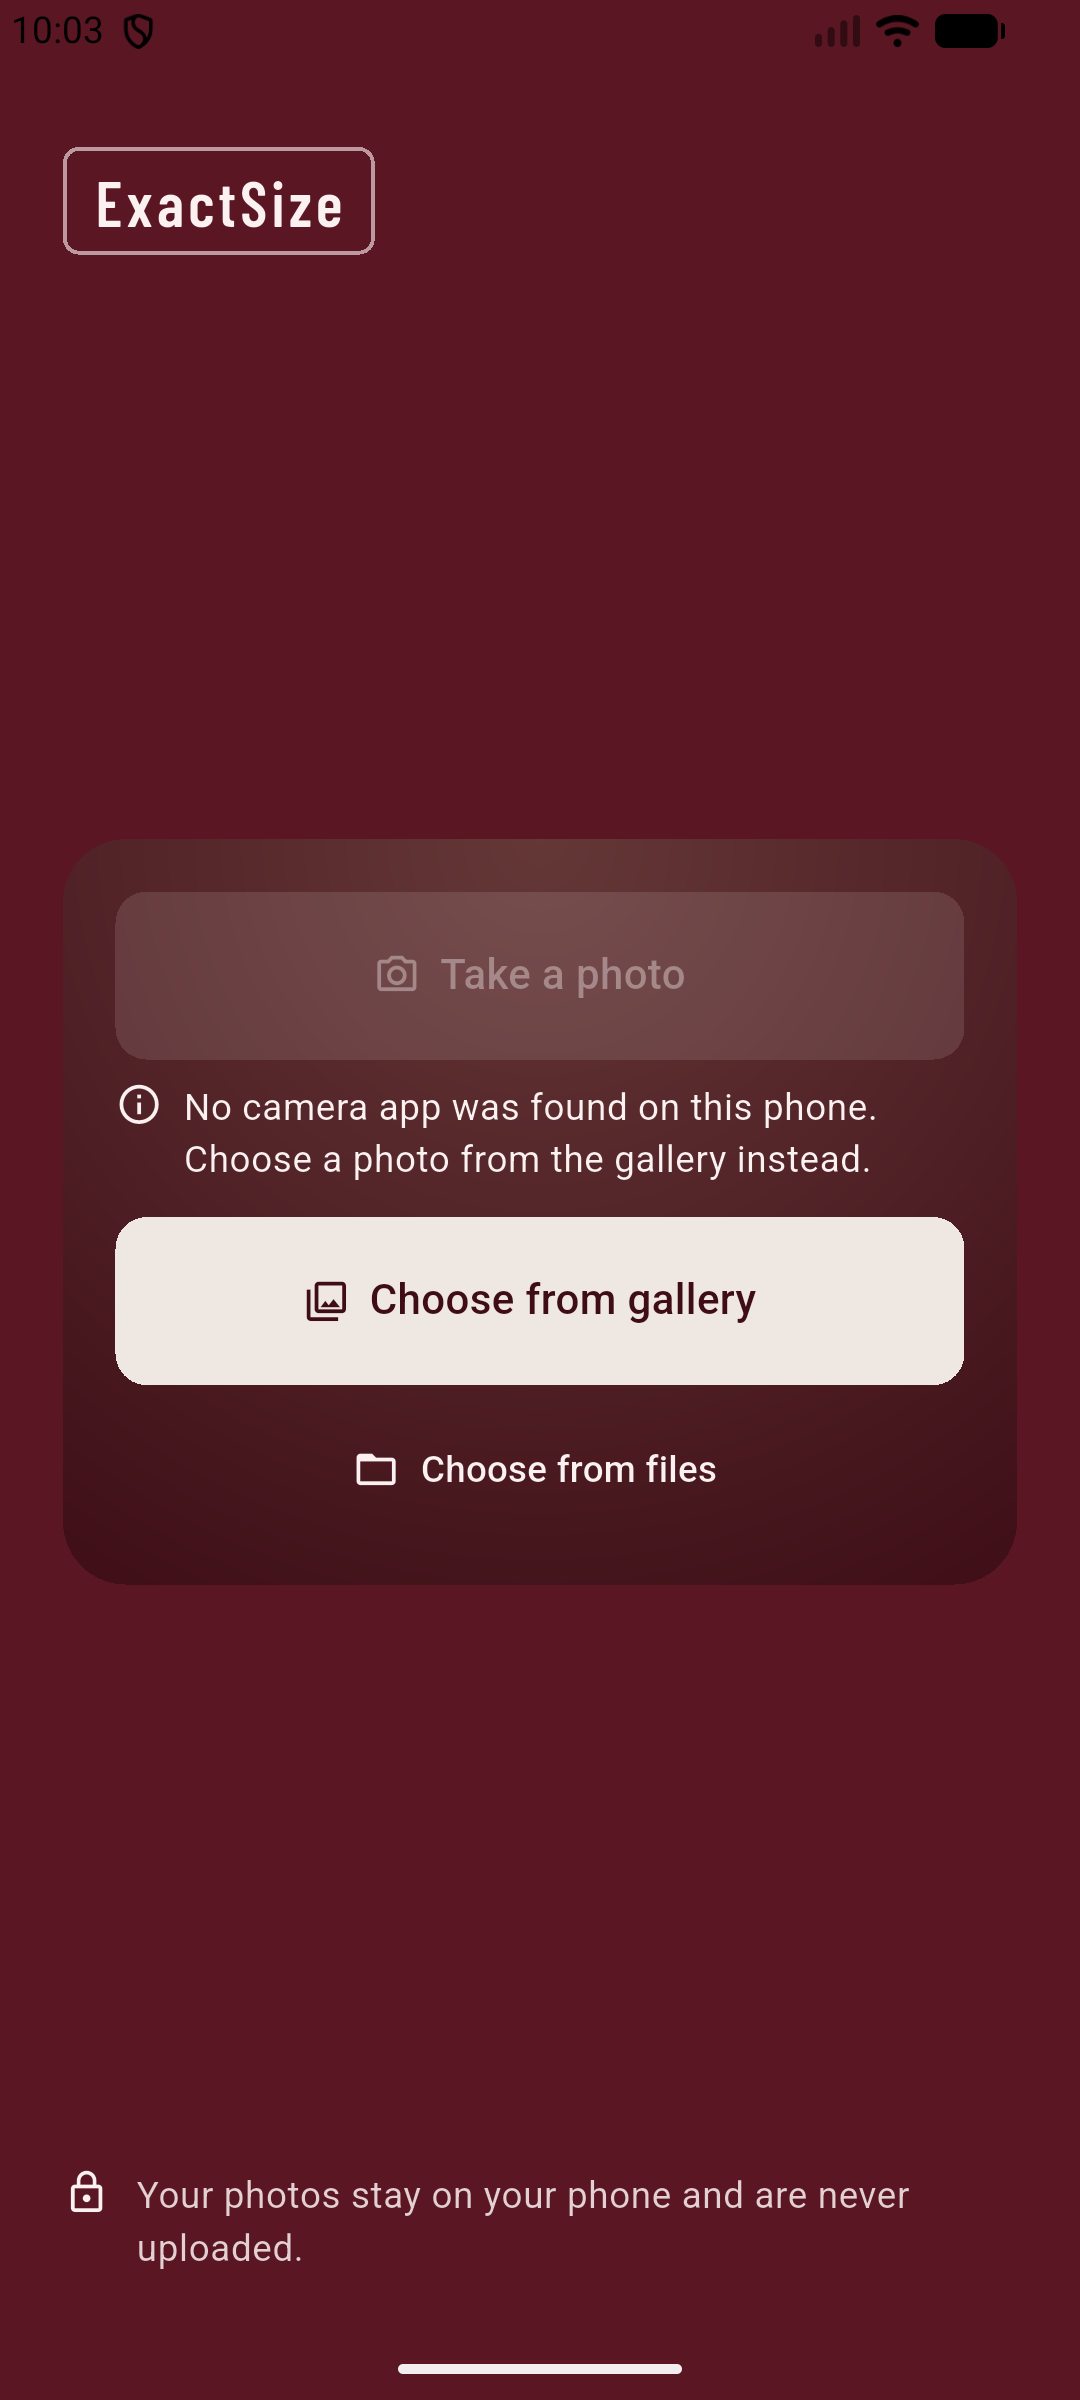 10:03
ExactSize
Take a photo
No camera app was found on this phone.
Choose a photo from the gallery instead.
Choose from gallery
Choose from files
Your photos stay on your phone and are never
uploaded.